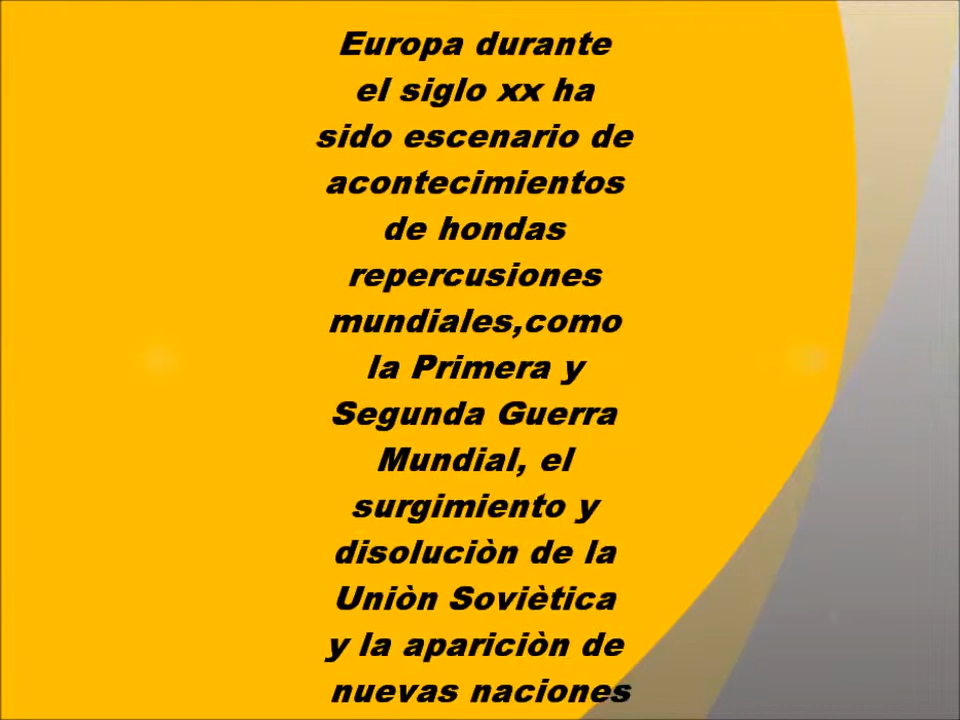 Europa durante
el siglo xx ha
sido escenario de
acontecimientos
de hondas
repercusiones
mundiales,como
la Primera y
Segunda Guerra
Mundial, el
surgimiento y
disoluciòn de la
Uniòn Soviètica
y la apariciòn de
nuevas naciones